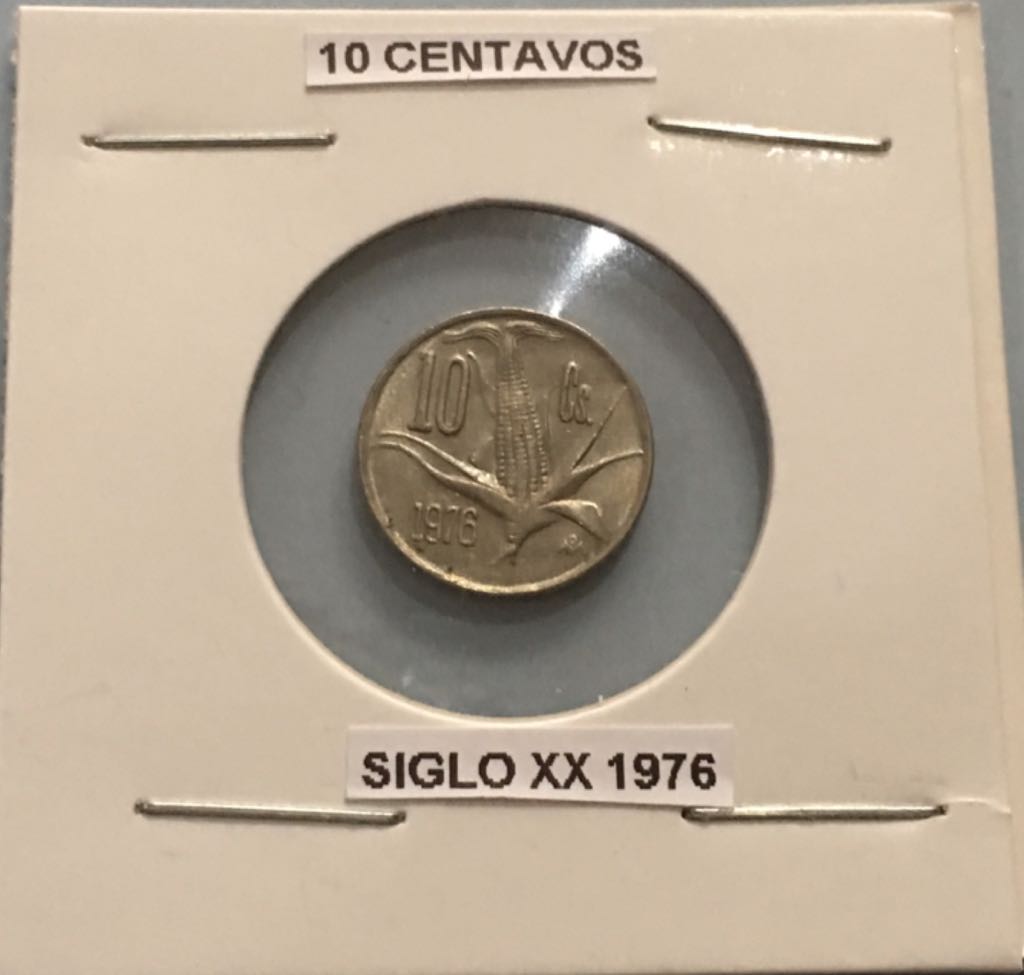 10 CENTAVOS
10 Cs.
1976
SIGLO XX 1976